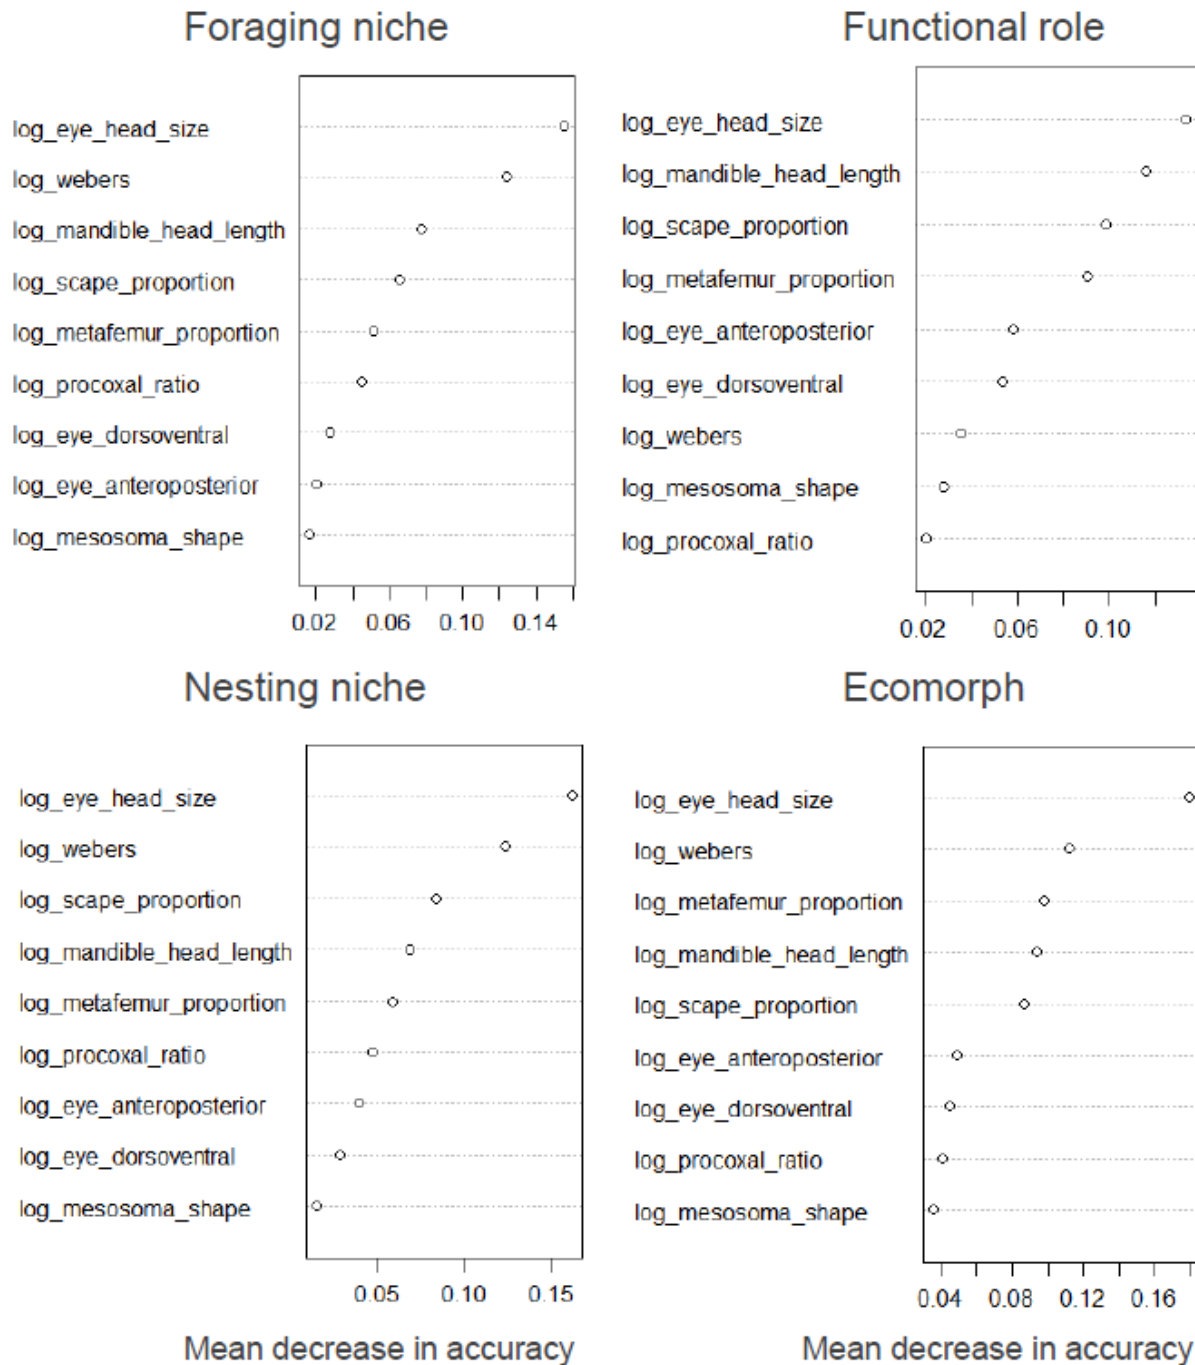 Foraging niche
log_eye_head_size
log_webers
log_mandible_head_length
log_scape_proportion
log_metafemur_proportion
log_procoxal_ratio
log_eye_dorsoventral
log_eye_anteroposterior
log_mesosoma_shape
0.02 0.06 0.10 0.14
Functional role
log_eye_head_size
log_mandible_head_length
log_scape_proportion
log_metafemur_proportion
log_eye_anteroposterior
log_eye_dorsoventral
log_webers
log_mesosoma_shape
log_procoxal_ratio
0.02 0.06 0.10
Nesting niche
log_eye_head_size
log_webers
log_scape_proportion
log_mandible_head_length
log_metafemur_proportion
log_procoxal_ratio
log_eye_anteroposterior
log_eye_dorsoventral
log_mesosoma_shape
0.05 0.10 0.15
Mean decrease in accuracy
Ecomorph
log_eye_head_size
log_webers
log_metafemur_proportion
log_mandible_head_length
log_scape_proportion
log_eye_anteroposterior
log_eye_dorsoventral
log_procoxal_ratio
log_mesosoma_shape
0.04 0.08 0.12 0.16
Mean decrease in accuracy